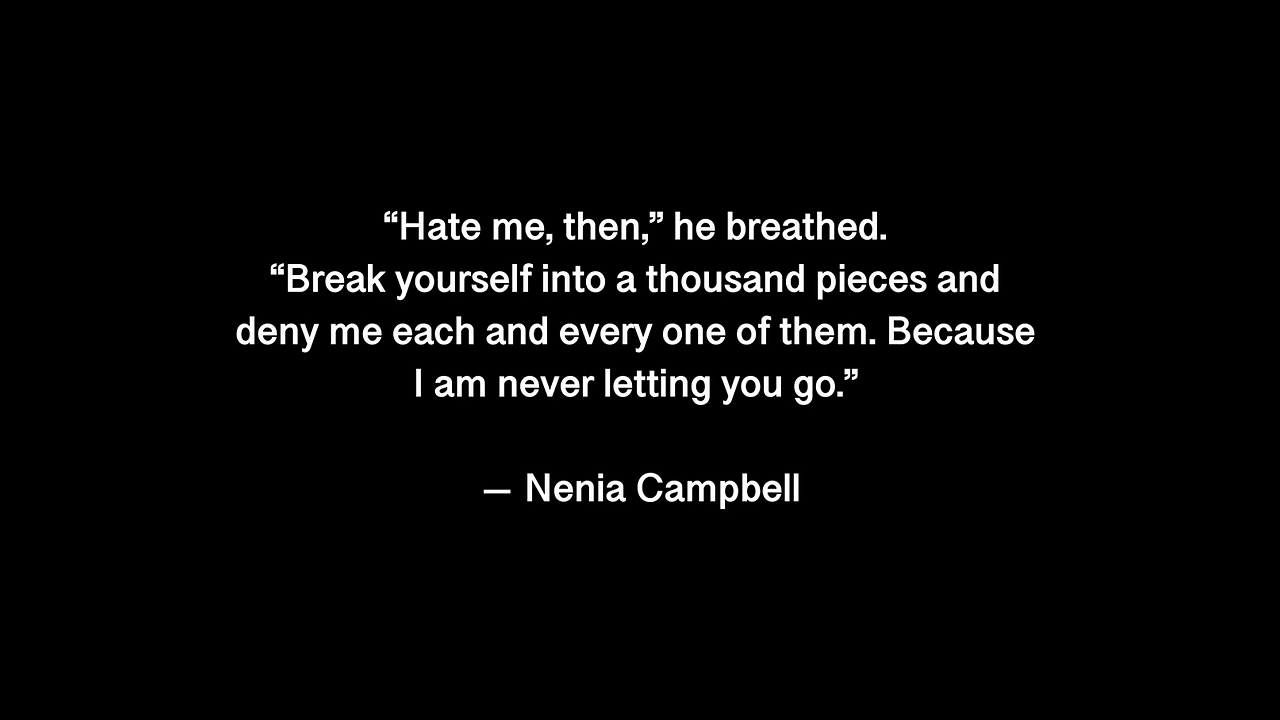 “Hate me, then,” he breathed.
“Break yourself into a thousand pieces and
deny me each and every one of them. Because
I am never letting you go.”
— Nenia Campbell